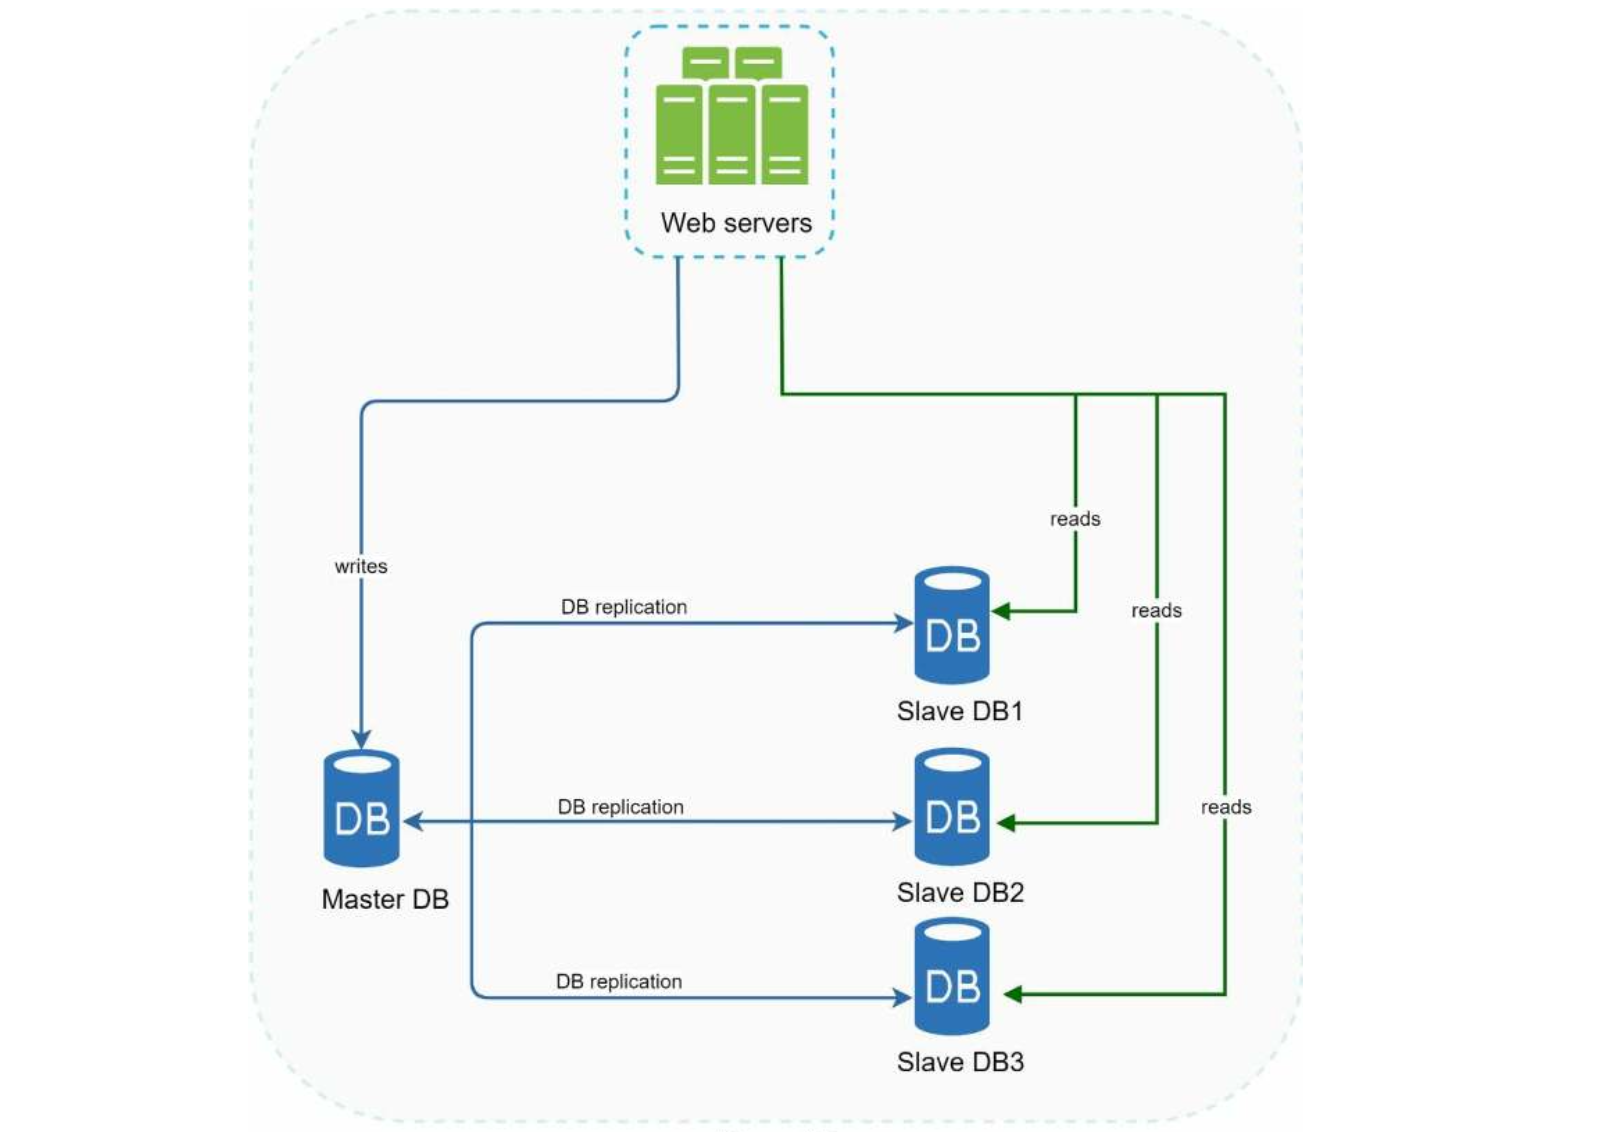 Web servers
reads
writes
DB replication
reads
DB
Slave DB1
DB replication
reads
DB
DB
Master DB
Slave DB2
DB replication
DB
Slave DB3